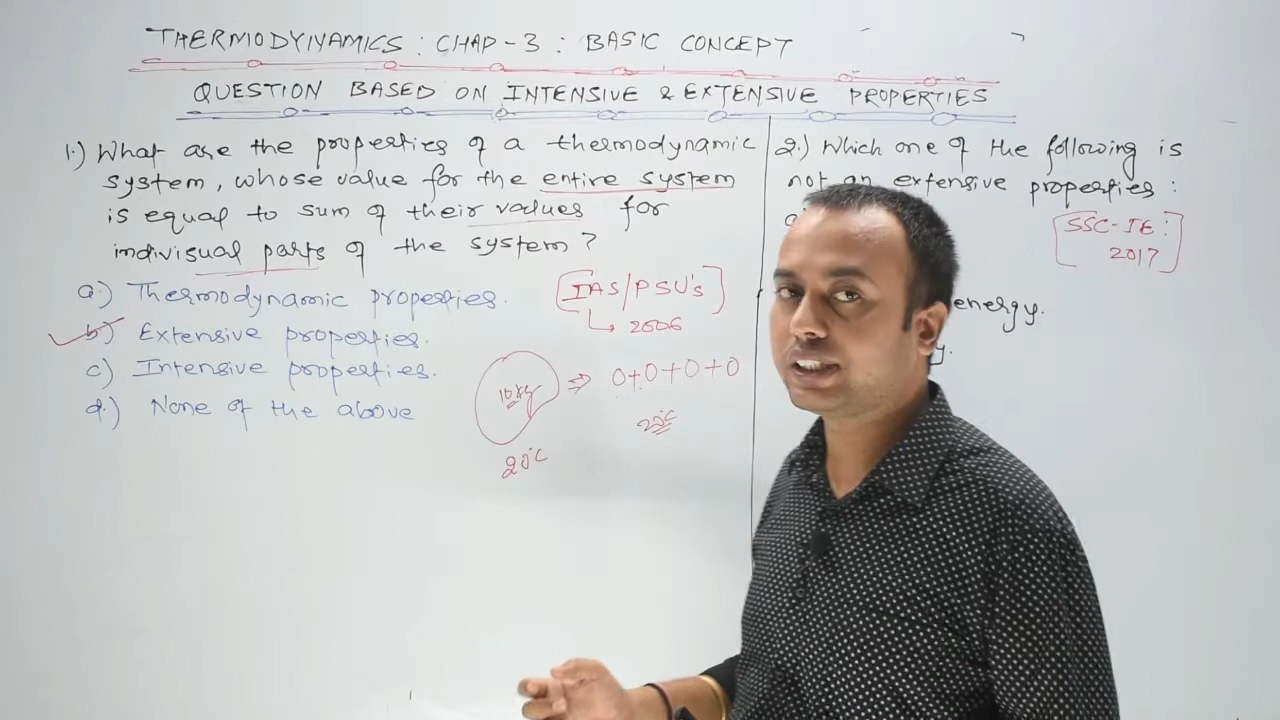 THERMODYNAMICS : CHAP-3 : BASIC CONCEPT
QUESTION BASED ON INTENSIVE & EXTENSIVE PROPERTIES
1.) What are the properties of a thermodynamic
system, whose value for the entire system
is equal to sum of their values for
indivisual parts of the system?
a.) Thermodynamic properties.
b.) Extensive properties.
c.) Intensive properties.
d.) None of the above
[IAS/PSU's]
2006
10kg
0+0+0+0
20°C
20°C
2.) Which one of the following is
not an extensive properties :
[SSC-JE :
2017]
energy.
y.